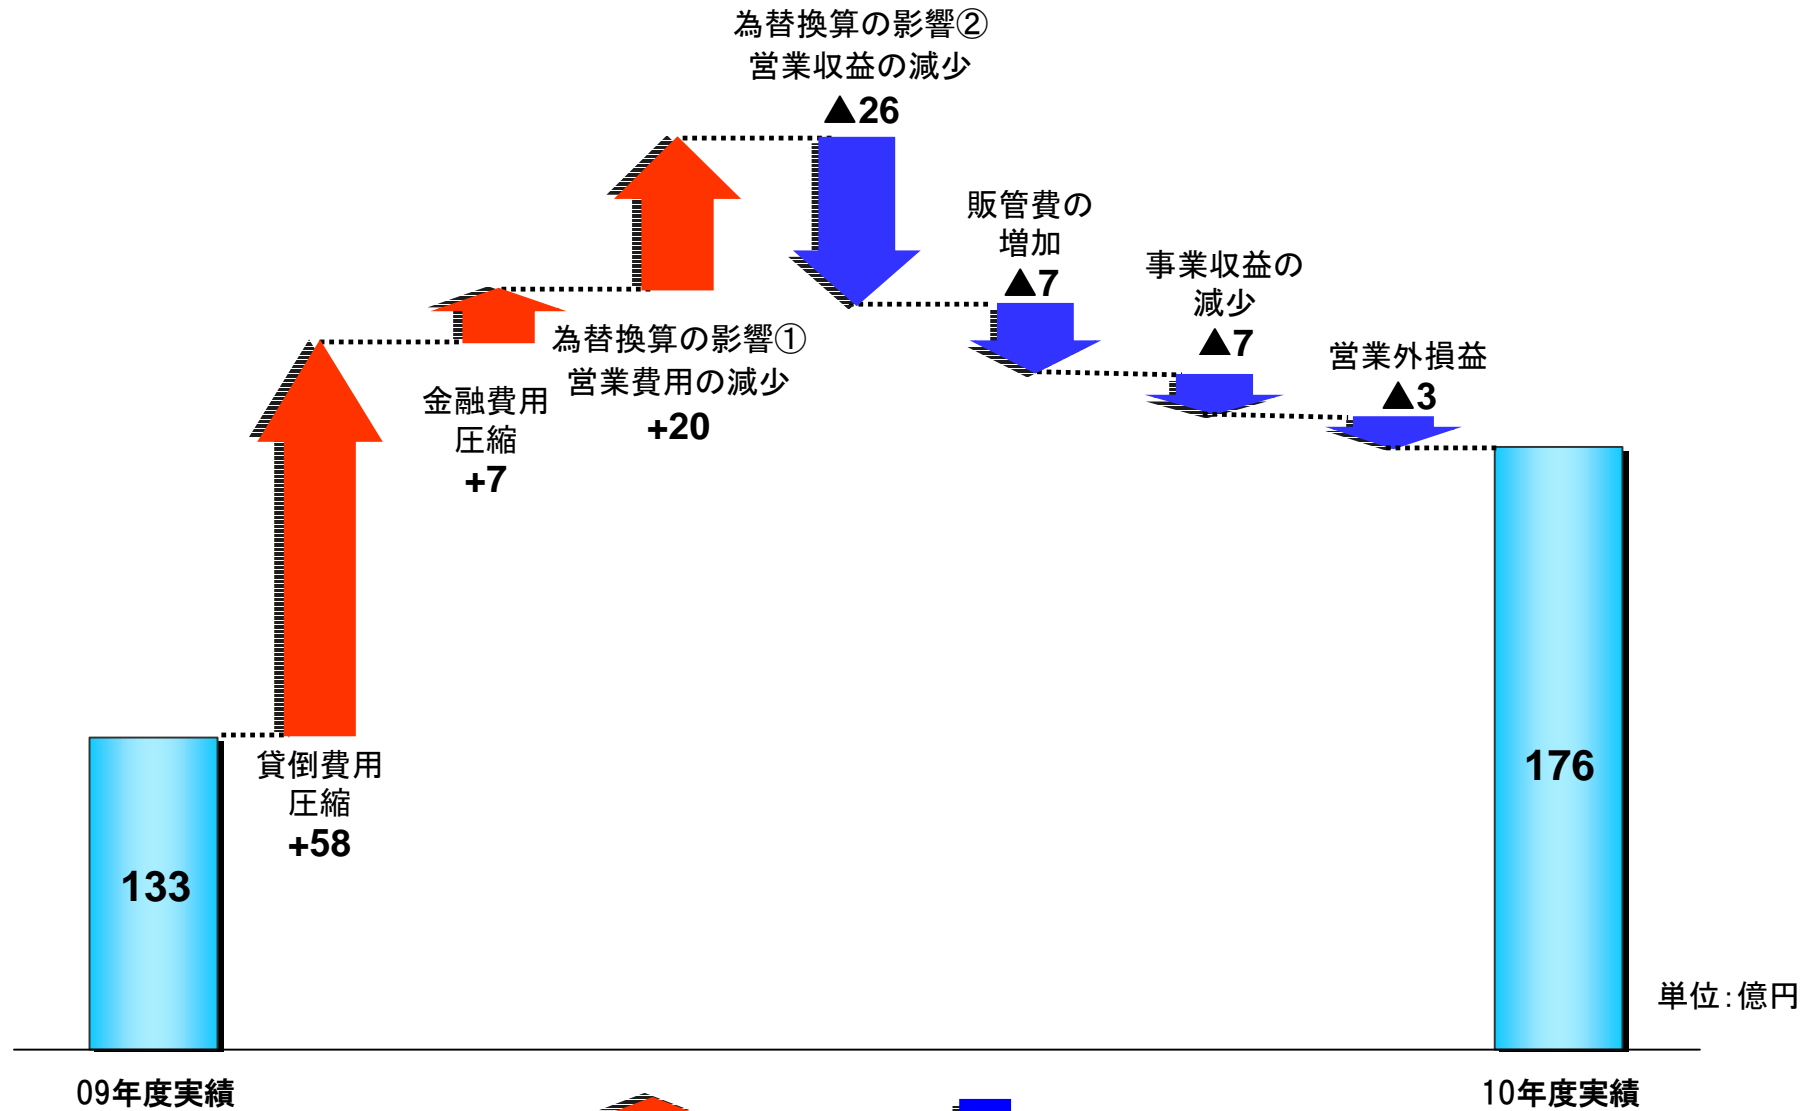 為替換算の影響②
営業収益の減少
▲26
販管費の
増加
▲7
事業収益の
減少
▲7
営業外損益
▲3
為替換算の影響①
営業費用の減少
+20
金融費用
圧縮
+7
貸倒費用
圧縮
+58
133
176
単位:億円
09年度実績
10年度実績